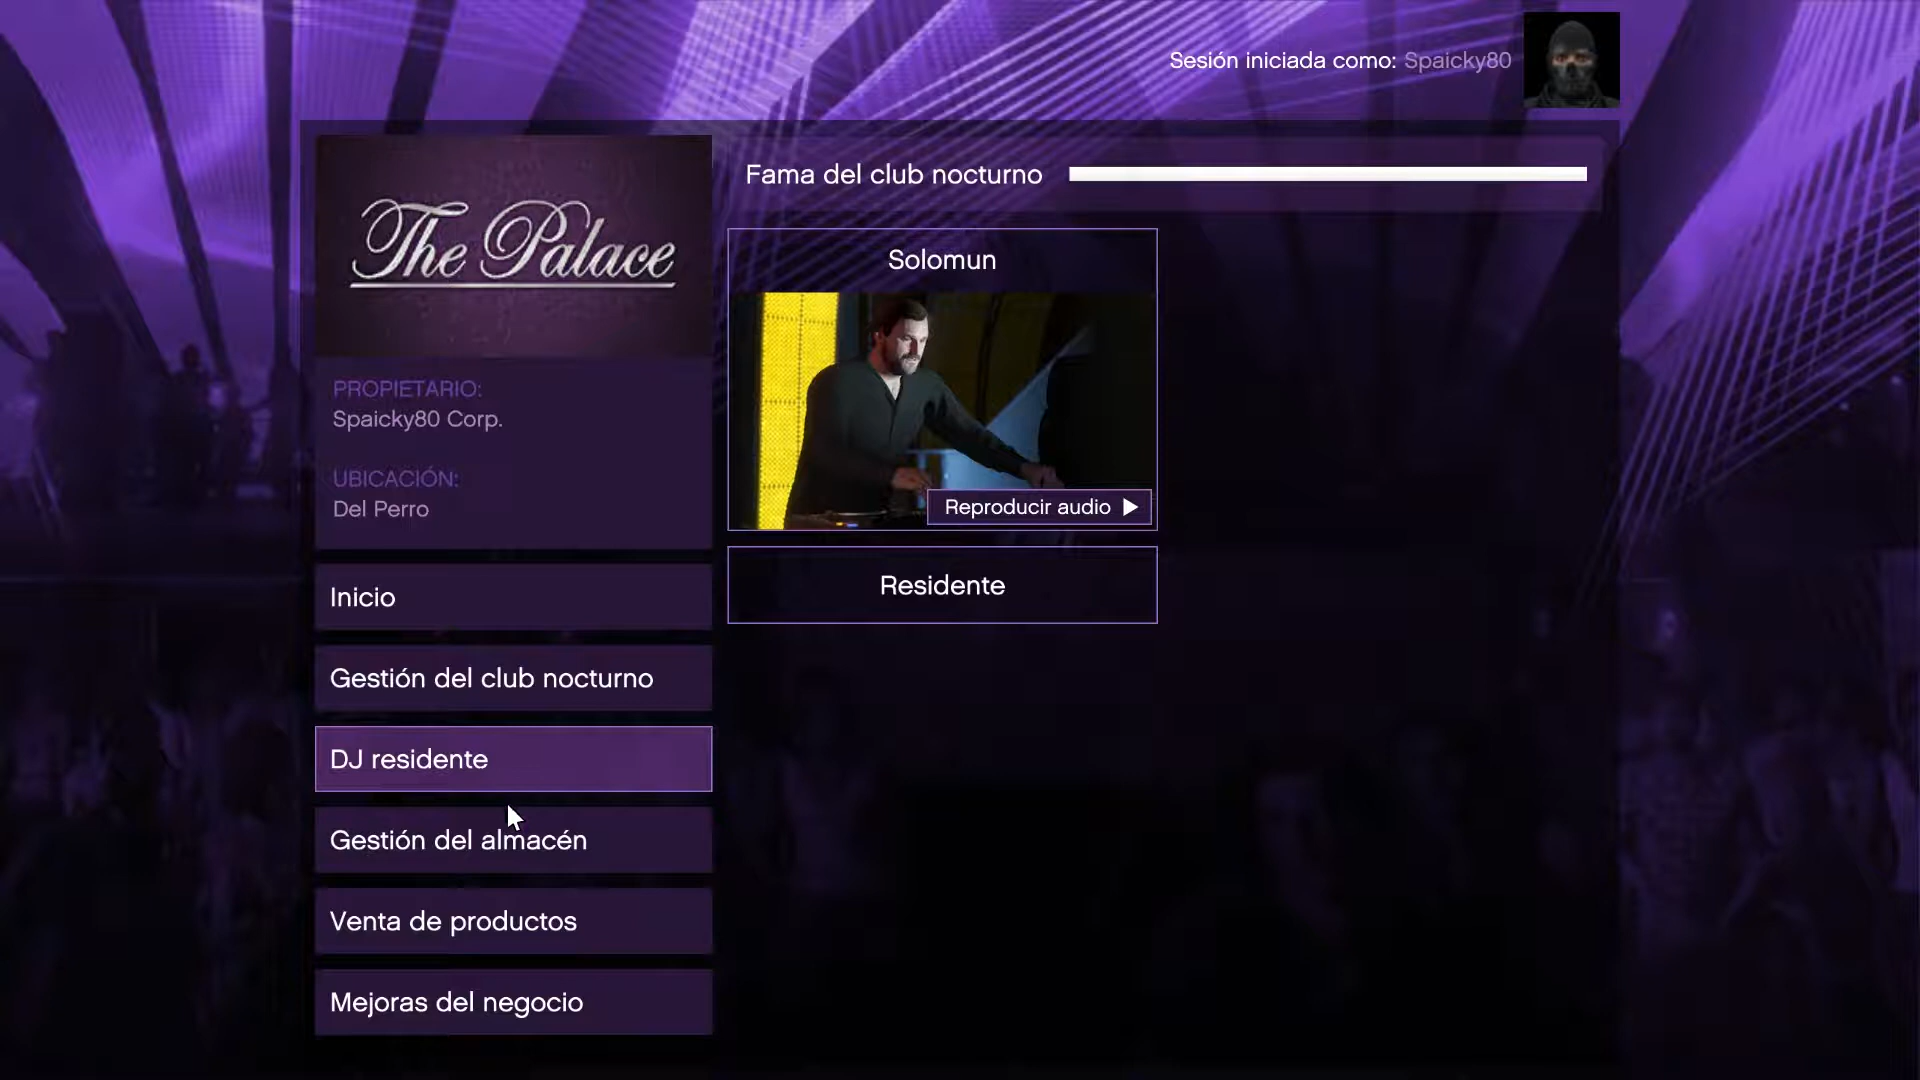 Sesión iniciada como: Spaicky80
The Palace
PROPIETARIO:
Spaicky80 Corp.
UBICACIÓN:
Del Perro
Inicio
Gestión del club nocturno
DJ residente
Gestión del almacén
Venta de productos
Mejoras del negocio
Fama del club nocturno
Solomun
Reproducir audio
Residente